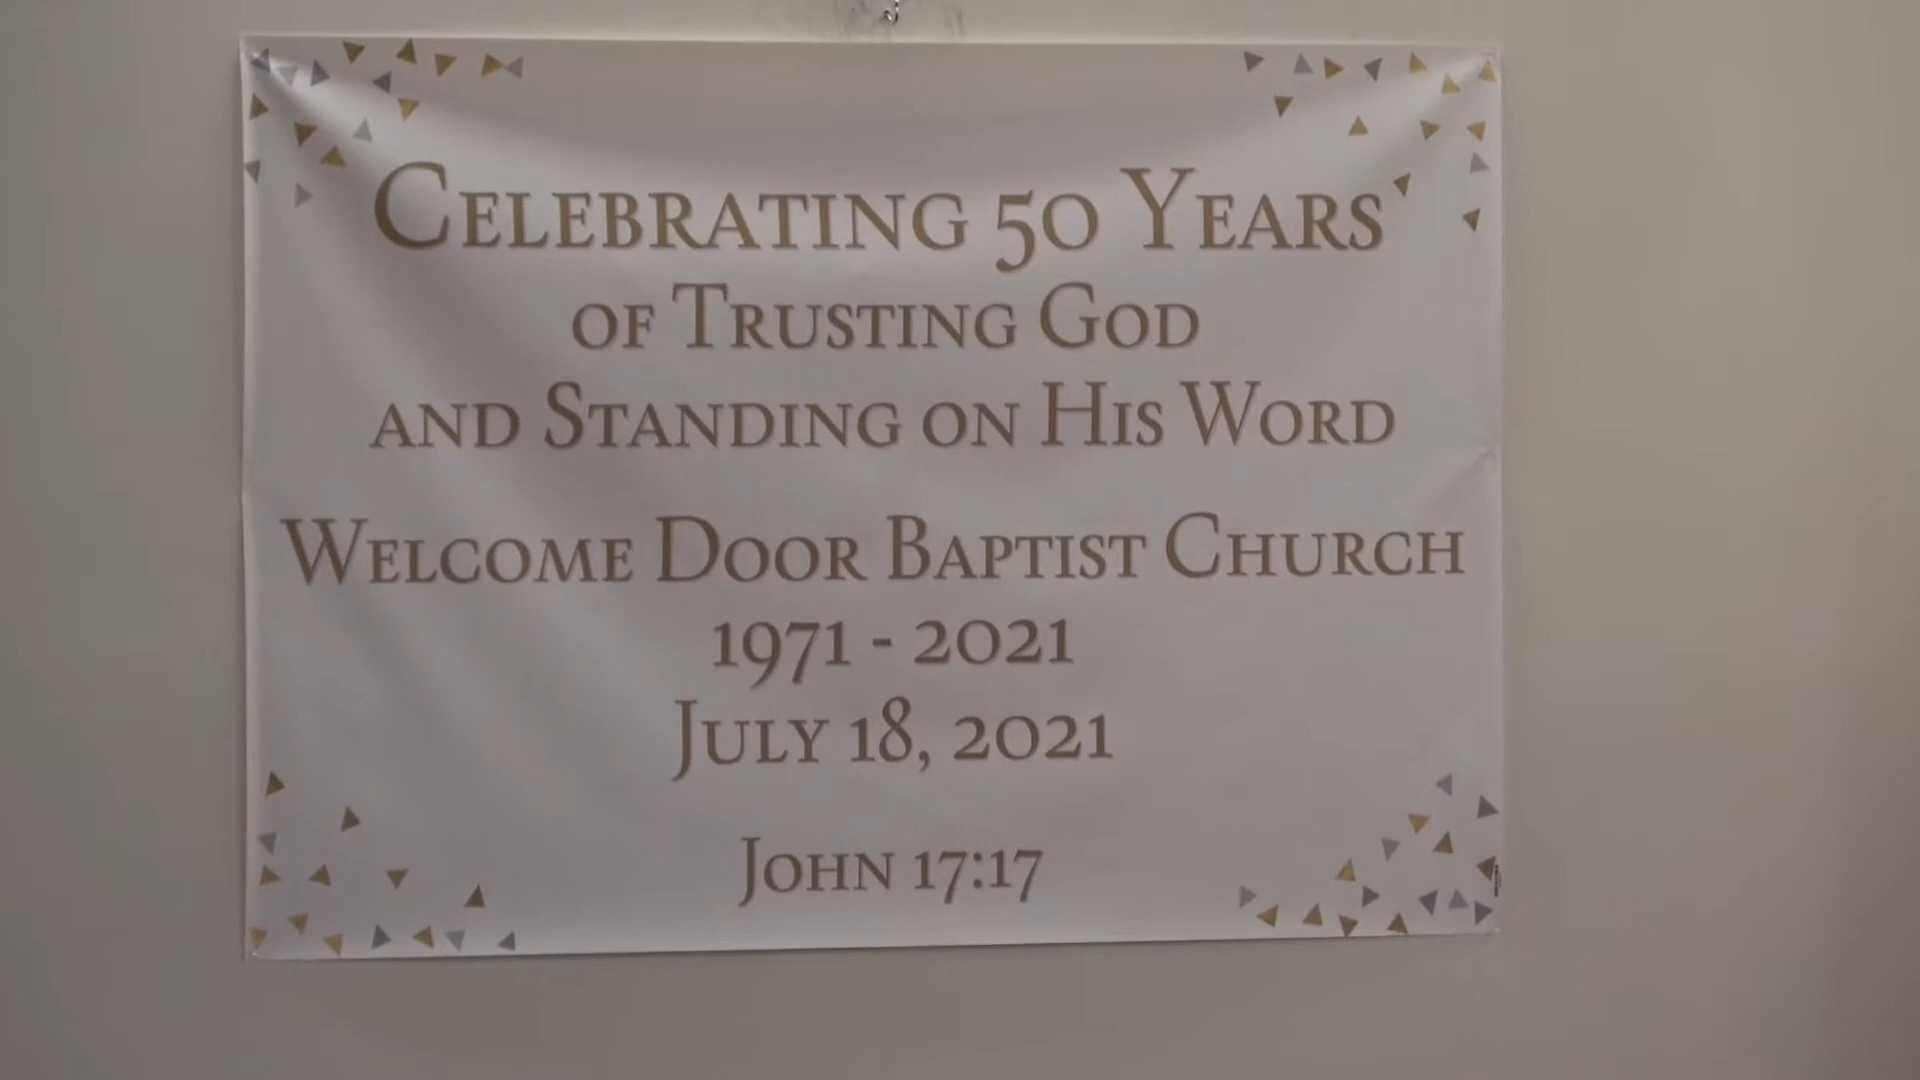 Celebrating 50 Years
of Trusting God
and Standing on His Word
Welcome Door Baptist Church
1971 - 2021
July 18, 2021
John 17:17